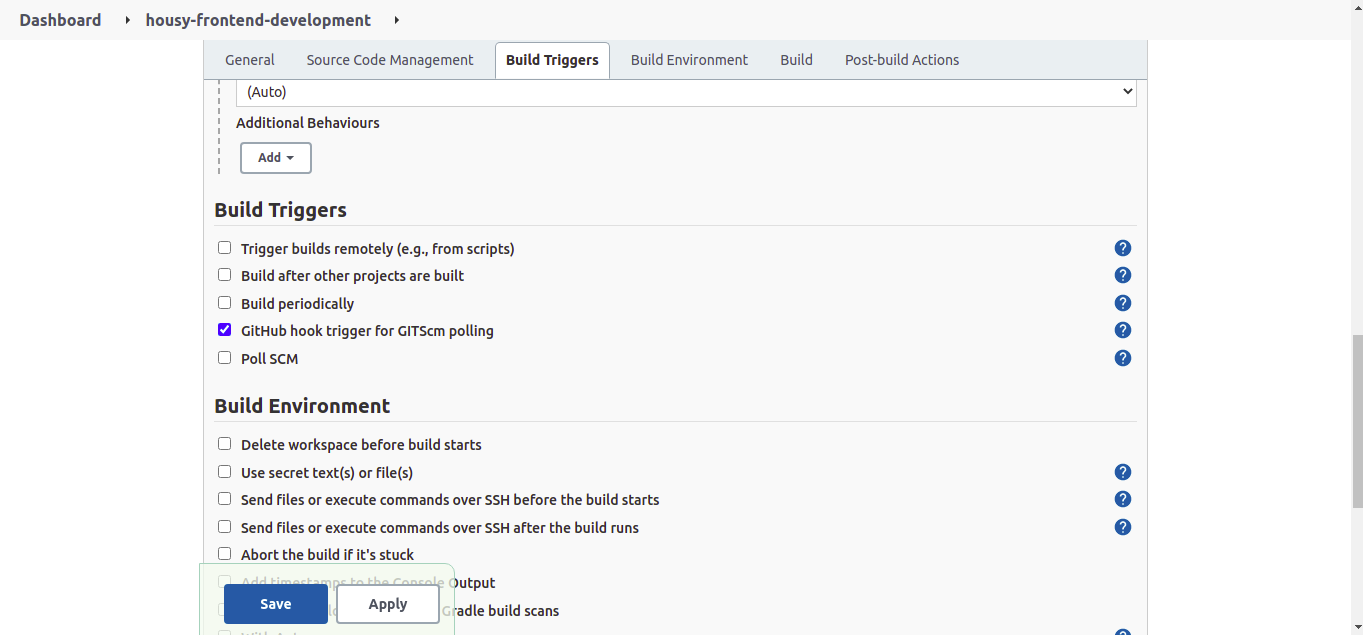 Dashboard housy-frontend-development
General Source Code Management Build Triggers Build Environment Build Post-build Actions
(Auto)
Additional Behaviours
Add
Build Triggers
Trigger builds remotely (e.g., from scripts)
Build after other projects are built
Build periodically
GitHub hook trigger for GITScm polling
Poll SCM
Build Environment
Delete workspace before build starts
Use secret text(s) or file(s)
Send files or execute commands over SSH before the build starts
Send files or execute commands over SSH after the build runs
Abort the build if it's stuck
Add timestamps to the Console Output
Save Apply
Gradle build scans